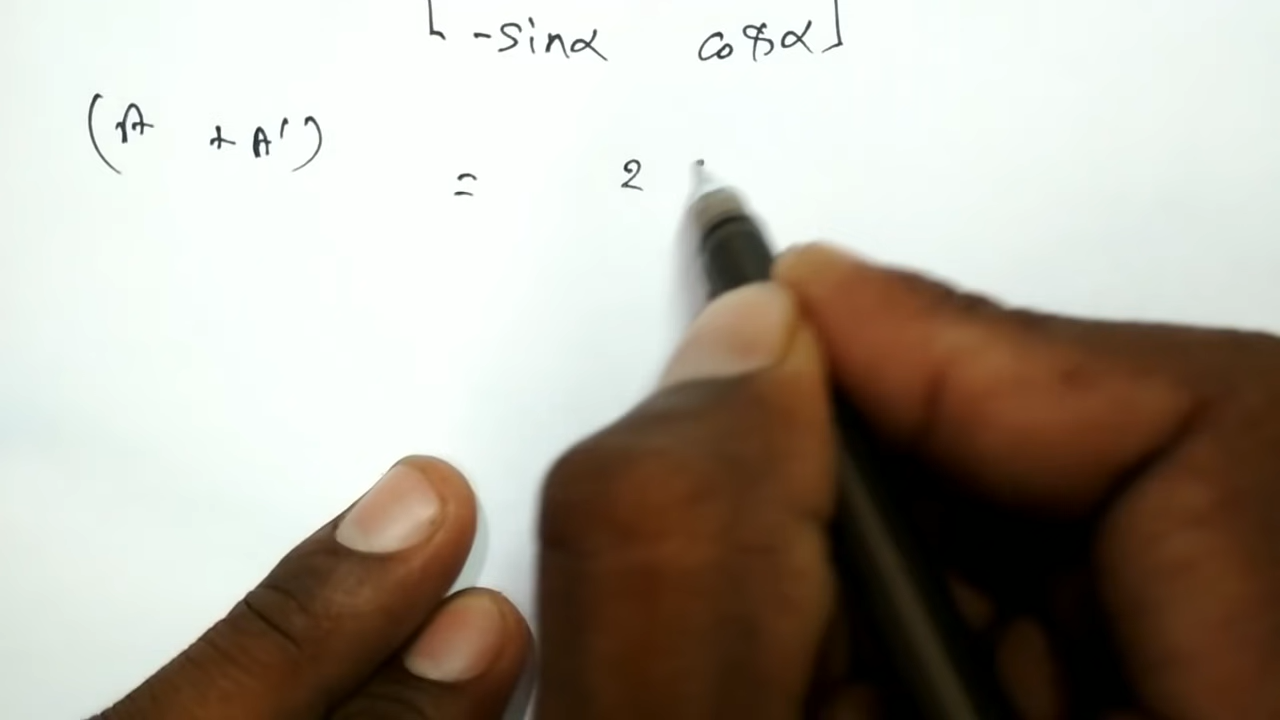 [ -sinα cosα ]
(A + A')
= 2